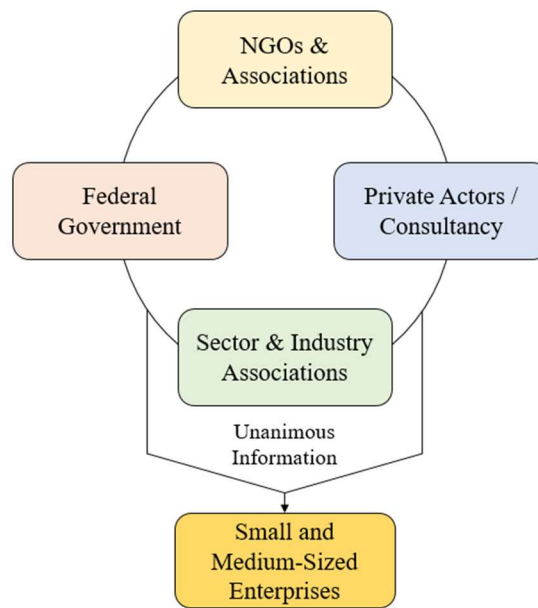 NGOs &
Associations
Federal
Government
Private Actors /
Consultancy
Sector & Industry
Associations
Unanimous
Information
Small and
Medium-Sized
Enterprises